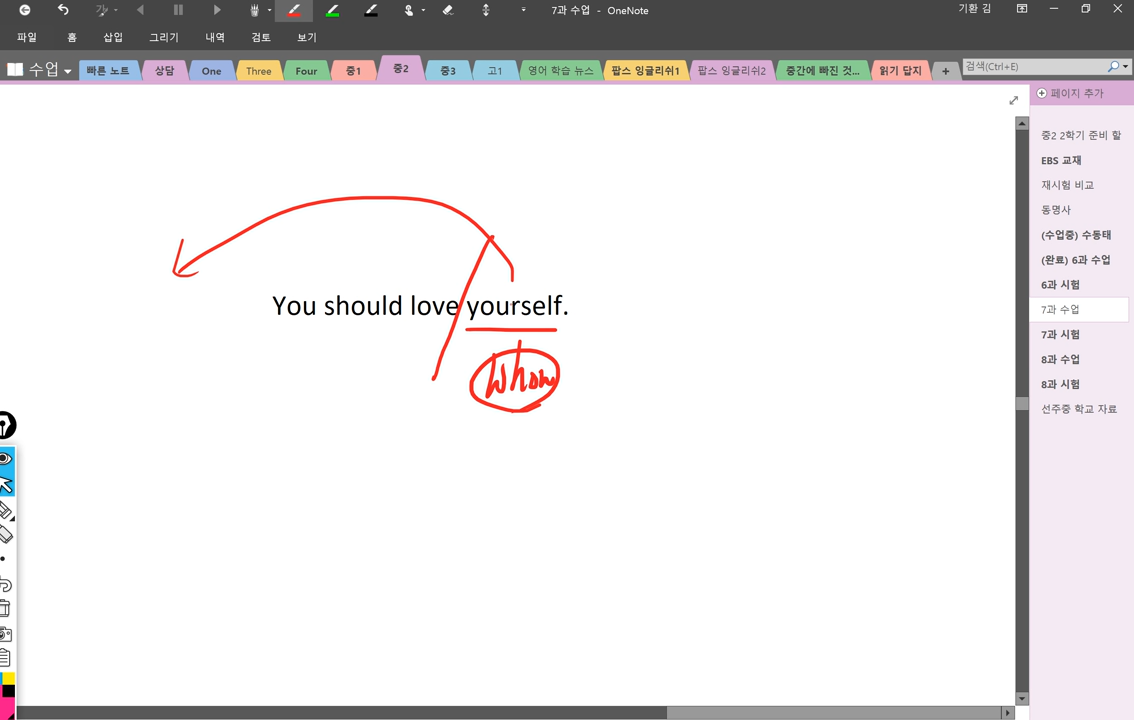 7과 수업 - OneNote
기환 김
파일 홈 삽입 그리기 내역 검토 보기
수업 빠른 노트 상담 One Three Four 중1 중2 중3 고1 영어 학습 뉴스 팝스 잉글리쉬1 팝스 잉글리쉬2 중간에 빠진 것... 읽기 답지 + 검색(Ctrl+E)
페이지 추가
중2 2학기 준비 할
EBS 교재
재시험 비교
동명사
(수업중) 수동태
(완료) 6과 수업
6과 시험
7과 수업
7과 시험
8과 수업
8과 시험
선주중 학교 자료
You should love yourself.
Whom